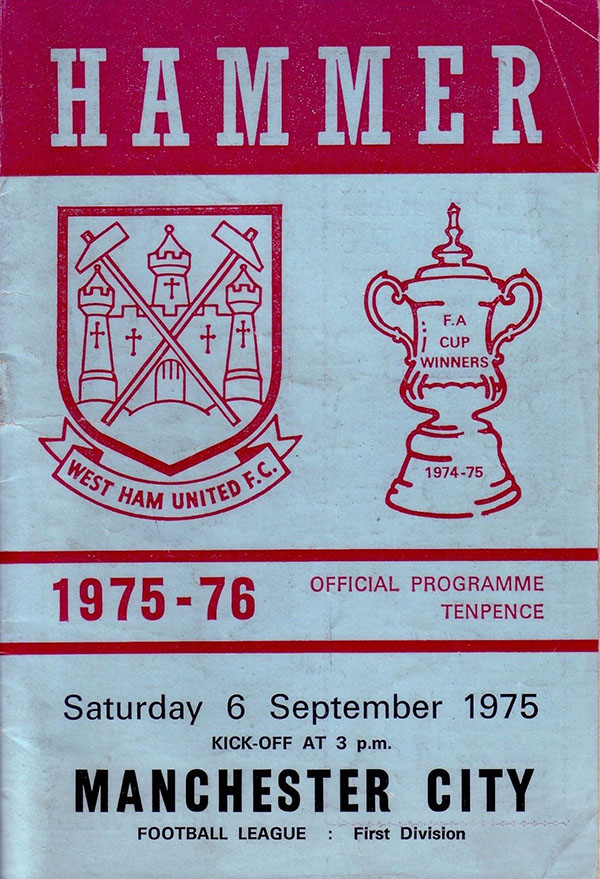 HAMMER
F.A
CUP
WINNERS
1974-75
WEST HAM UNITED F.C.
1975-76
OFFICIAL PROGRAMME
TENPENCE
Saturday 6 September 1975
KICK-OFF AT 3 p.m.
MANCHESTER CITY
FOOTBALL LEAGUE : First Division